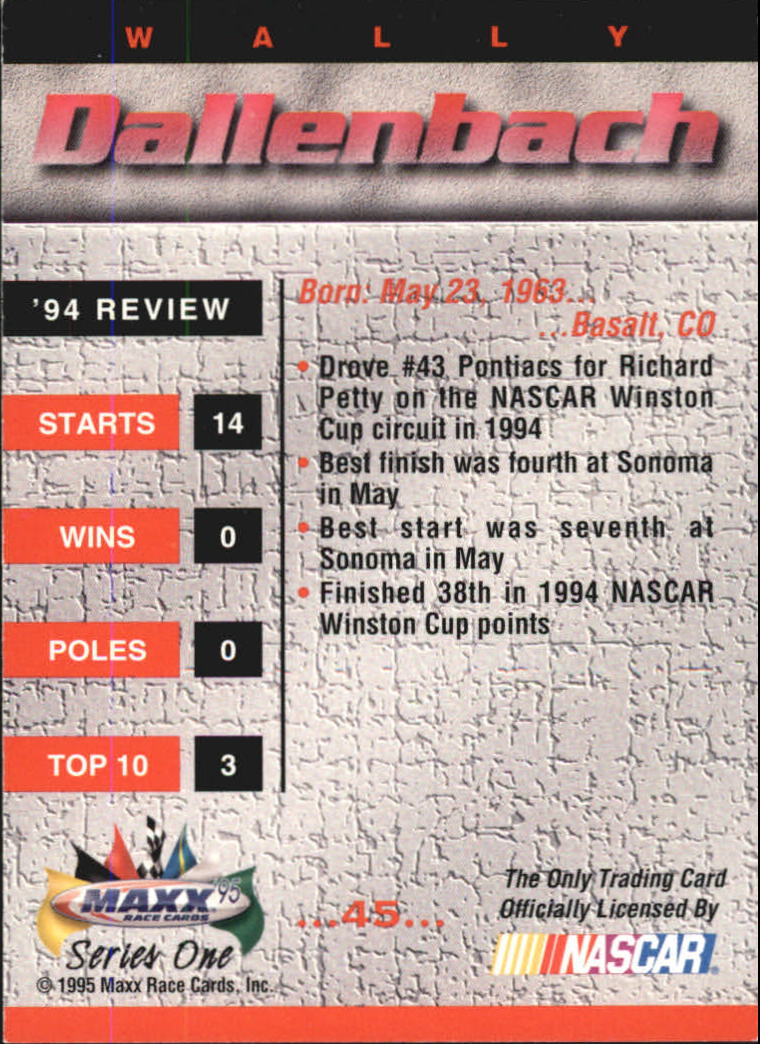 WALLY
Dallenbach
'94 REVIEW
STARTS 14
WINS 0
POLES 0
TOP 10 3
Born: May 23, 1963...
...Basalt, CO
• Drove #43 Pontiacs for Richard
Petty on the NASCAR Winston
Cup circuit in 1994
• Best finish was fourth at Sonoma
in May
• Best start was seventh at
Sonoma in May
• Finished 38th in 1994 NASCAR
Winston Cup points
MAXX '95
RACE CARDS
Series One
© 1995 Maxx Race Cards, Inc.
...45...
The Only Trading Card
Officially Licensed By
NASCAR®